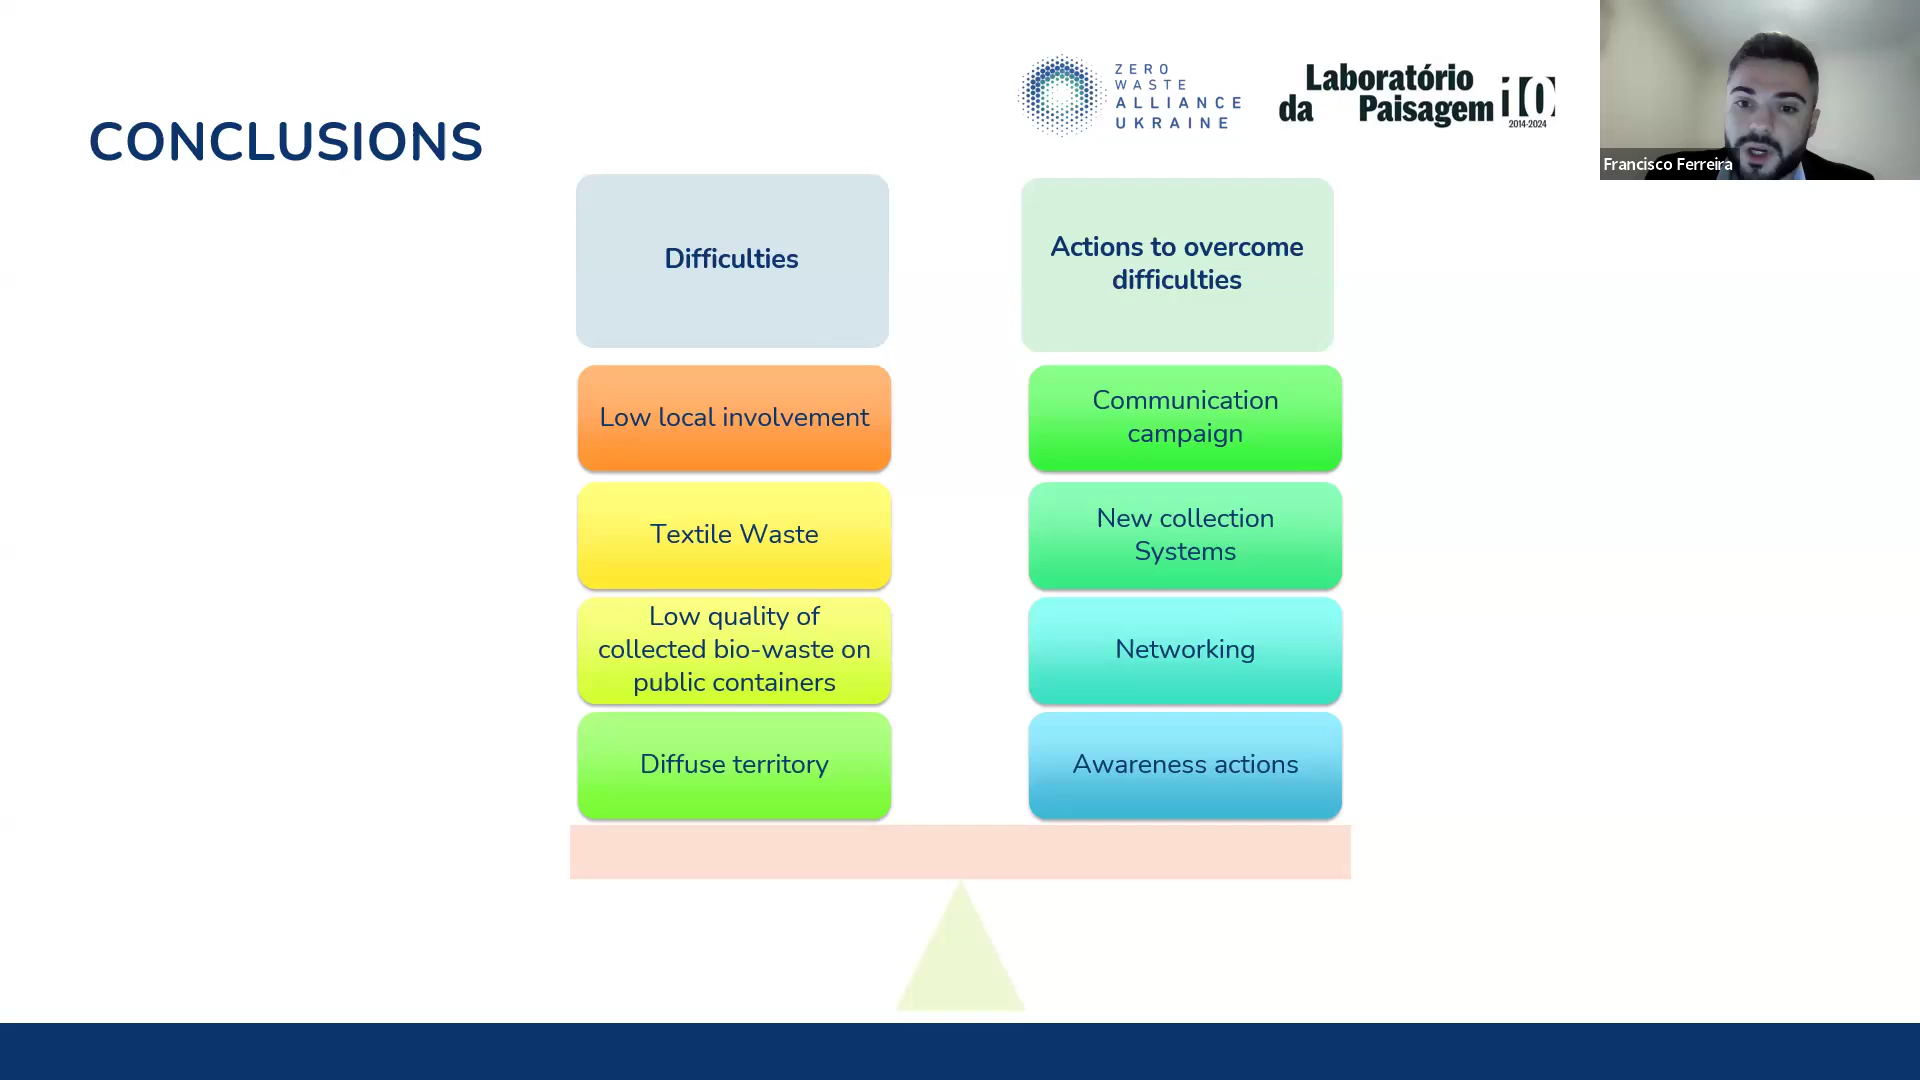 CONCLUSIONS
ZERO
WASTE
ALLIANCE
UKRAINE
Laboratório
da Paisagem
10
2014-2024
Francisco Ferreira
Difficulties
Low local involvement
Textile Waste
Low quality of
collected bio-waste on
public containers
Diffuse territory
Actions to overcome
difficulties
Communication
campaign
New collection
Systems
Networking
Awareness actions